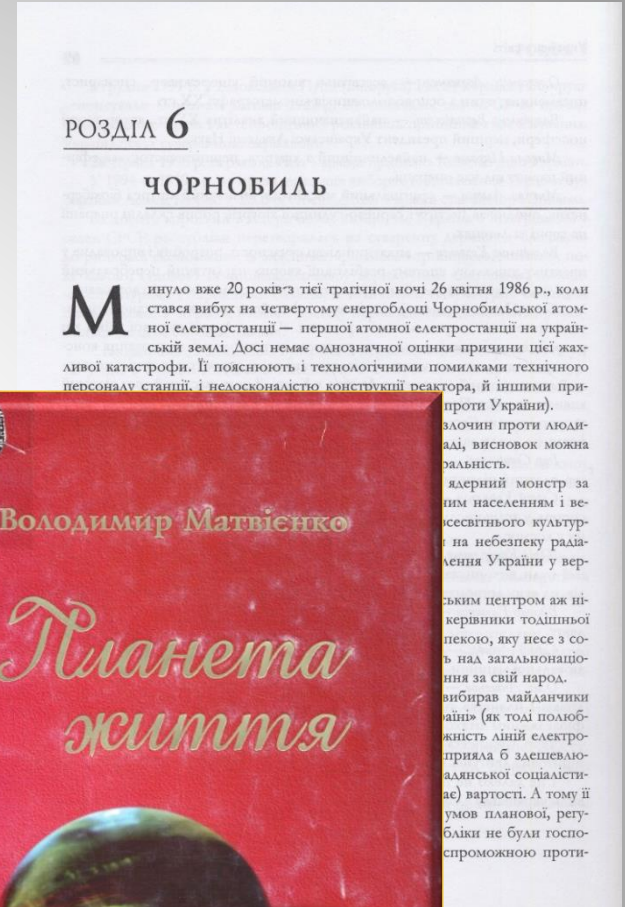 РОЗДІЛ 6
ЧОРНОБИЛЬ
Минуло вже 20 років з тієї трагічної ночі 26 квітня 1986 р., коли
стався вибух на четвертому енергоблоці Чорнобильської атом-
ної електростанції — першої атомної електростанції на україн-
ській землі. Досі немає однозначної оцінки причини цієї жах-
ливої катастрофи. Її пояснюють і технологічними помилками технічного
персоналу станції, і недосконалістю конструкції реактора, й іншими при-
проти України).
злочин проти люди-
аді, висновок можна
ральність.
ядерний монстр за
ним населенням і ве-
всесвітнього культур-
на небезпеку радіа-
лення України у вер-
ським центром аж ні-
керівники тодішньої
пекою, яку несе з со-
ь над загальнонаціо-
ння за свій народ.
вибирав майданчики
раїні» (як тоді полюб-
жність ліній електро-
сприяла б здешевлю-
адянської соціалісти-
ає) вартості. А тому її
умов планової, регу-
бліки не були госпо-
спроможною проти-
Володимир Матвієнко
Планета
життя